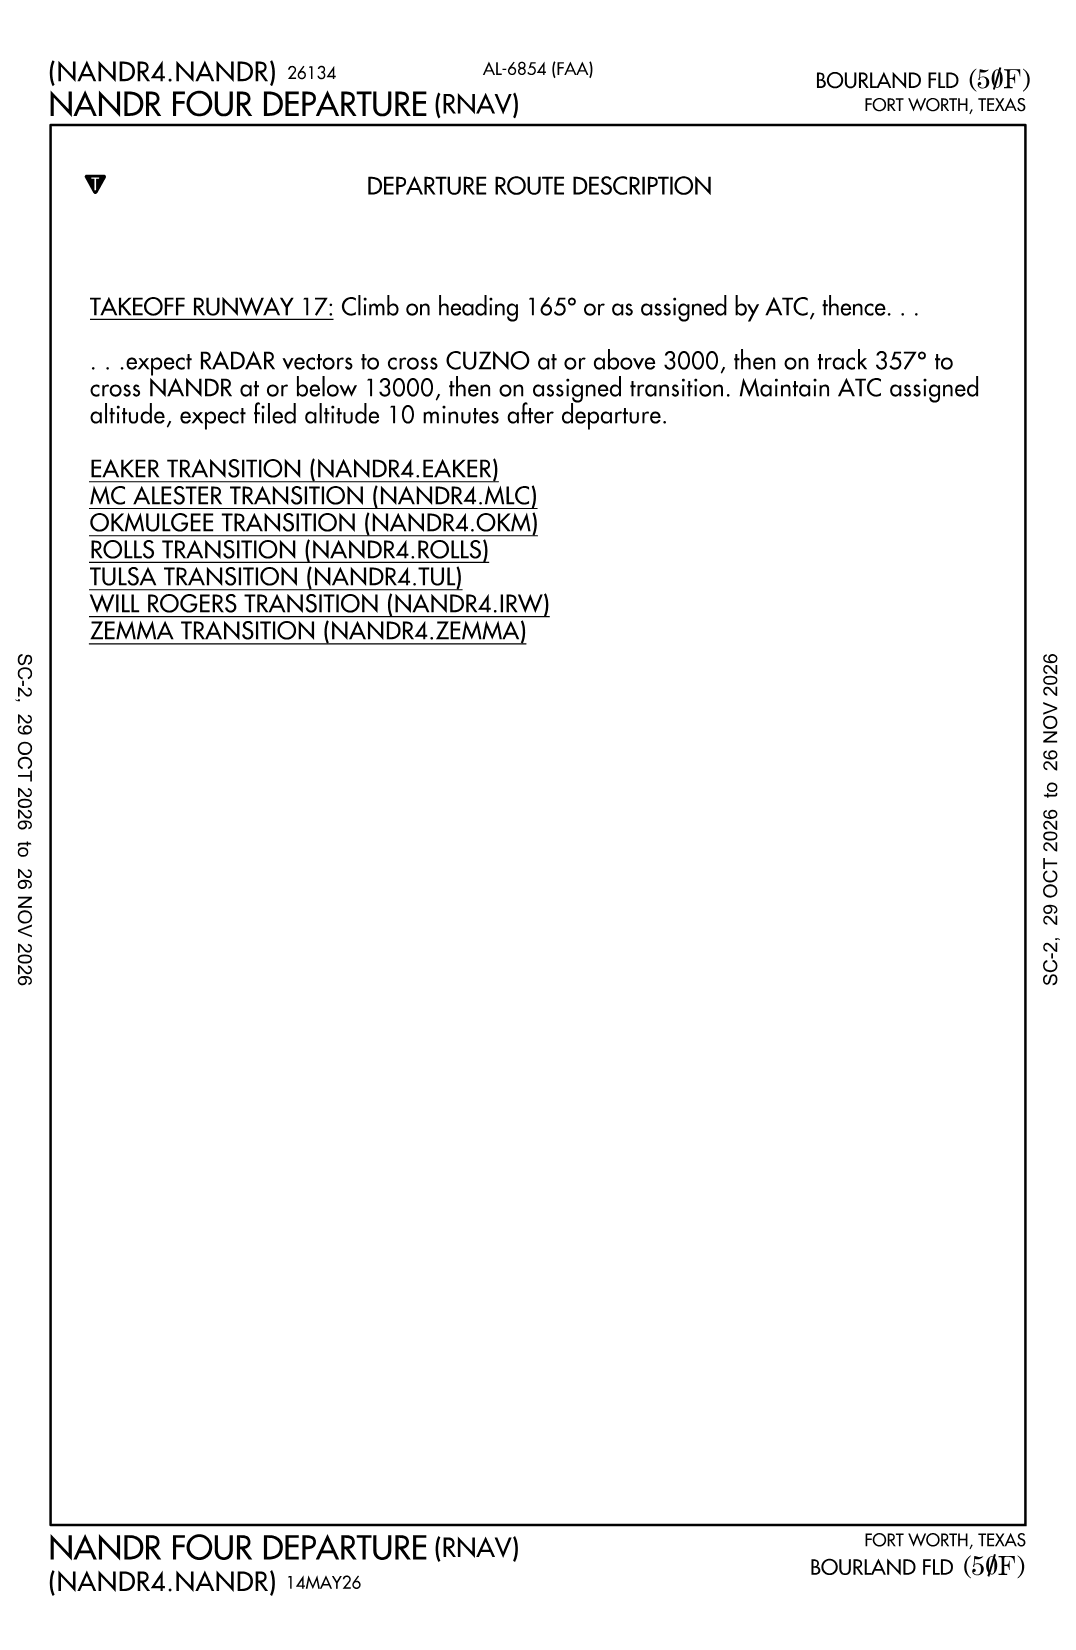 (NANDR4.NANDR) 26134
AL-6854 (FAA)
BOURLAND FLD (5ØF)
NANDR FOUR DEPARTURE (RNAV)
FORT WORTH, TEXAS
T
DEPARTURE ROUTE DESCRIPTION
TAKEOFF RUNWAY 17: Climb on heading 165° or as assigned by ATC, thence. . .
. . .expect RADAR vectors to cross CUZNO at or above 3000, then on track 357° to
cross NANDR at or below 13000, then on assigned transition. Maintain ATC assigned
altitude, expect filed altitude 10 minutes after departure.
EAKER TRANSITION (NANDR4.EAKER)
MC ALESTER TRANSITION (NANDR4.MLC)
OKMULGEE TRANSITION (NANDR4.OKM)
ROLLS TRANSITION (NANDR4.ROLLS)
TULSA TRANSITION (NANDR4.TUL)
WILL ROGERS TRANSITION (NANDR4.IRW)
ZEMMA TRANSITION (NANDR4.ZEMMA)
SC-2, 29 OCT 2026 to 26 NOV 2026
SC-2, 29 OCT 2026 to 26 NOV 2026
NANDR FOUR DEPARTURE (RNAV)
FORT WORTH, TEXAS
(NANDR4.NANDR) 14MAY26
BOURLAND FLD (5ØF)